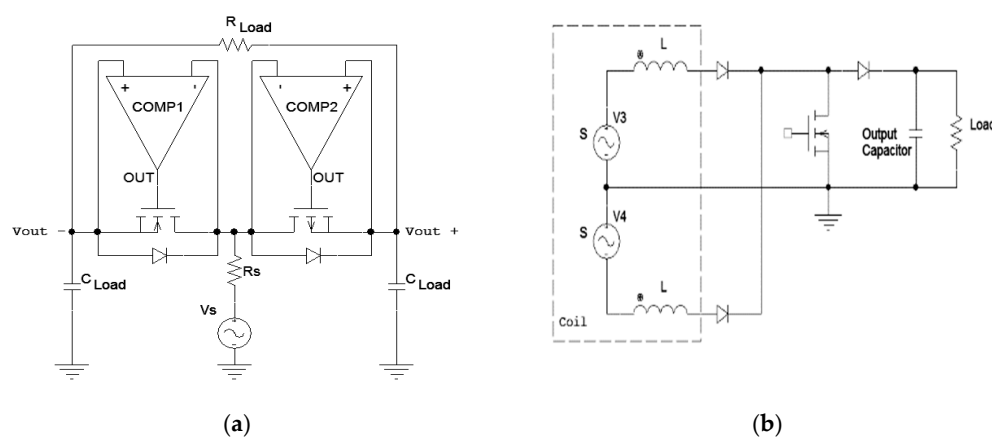 R Load
+ -
COMP1
OUT
- +
COMP2
OUT
Vout - Vout +
C Load
Rs
C Load
Vs
(a)
L
V3
S
V4
S
L
Coil
Output
Capacitor
Load
(b)